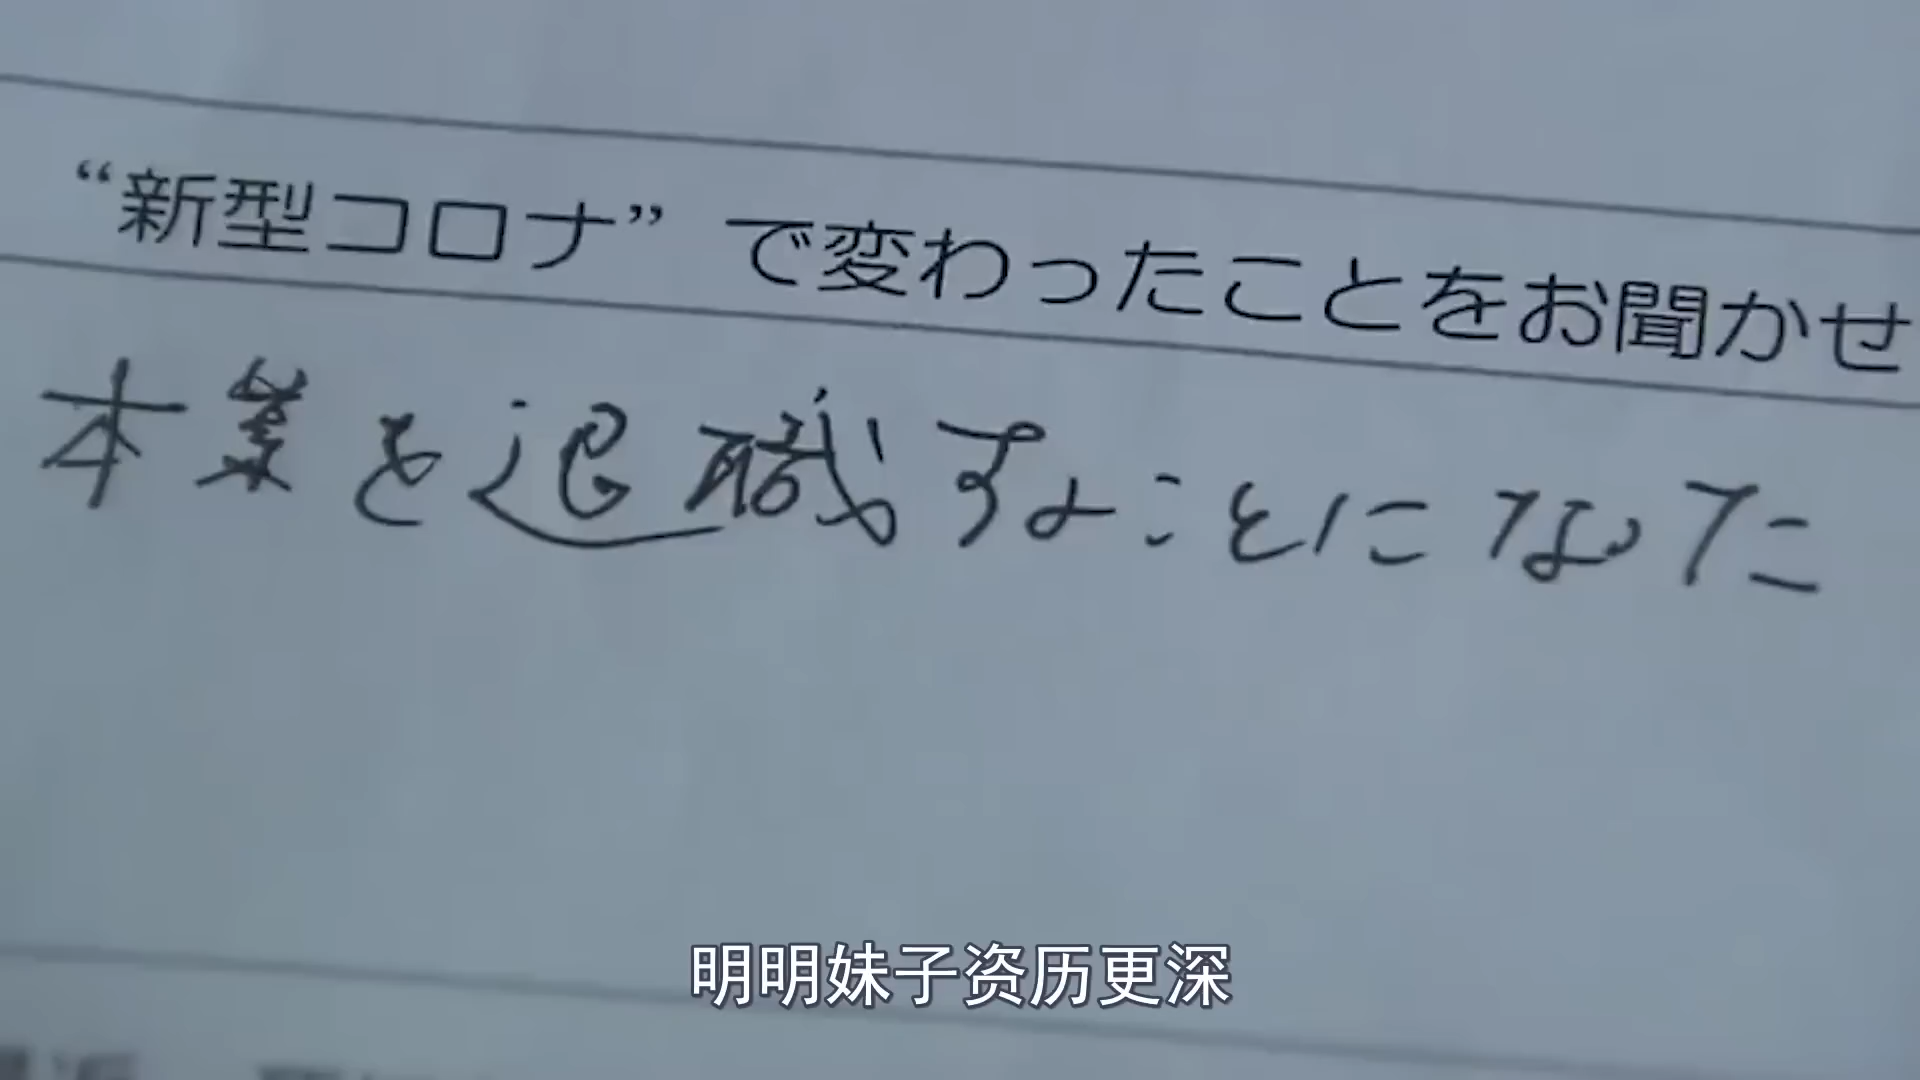 “新型コロナ”で変わったことをお聞かせ
本業を退職することになった
明明妹子资历更深